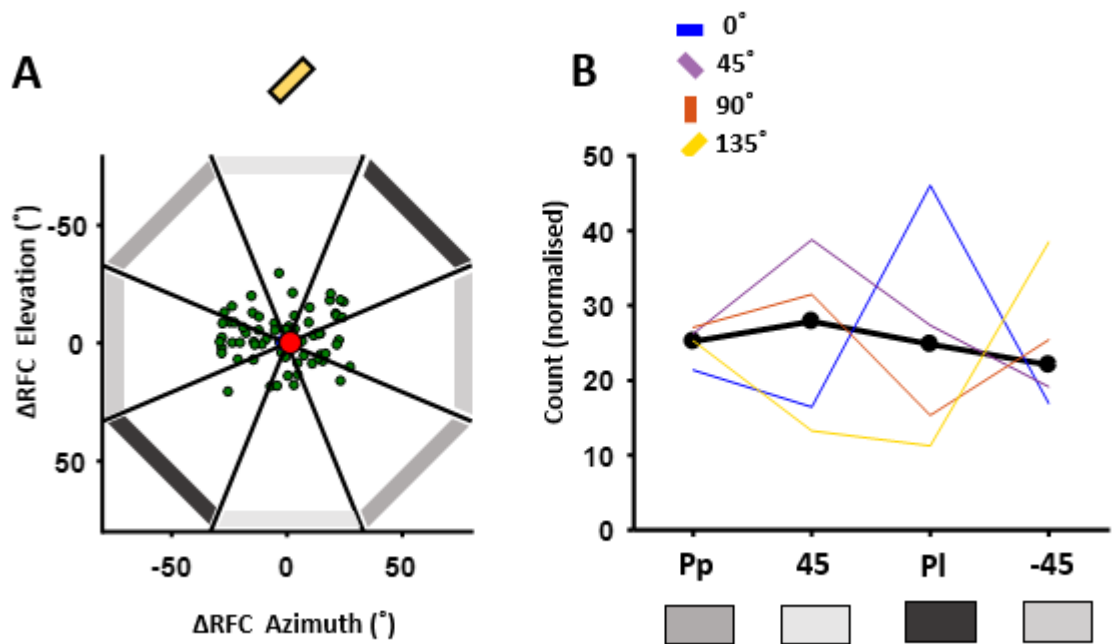 A
ΔRFC Elevation (˚)
-50
0
50
-50 0 50
ΔRFC Azimuth (˚)
B
0˚
45˚
90˚
135˚
Count (normalised)
50
40
30
20
10
0
Pp 45 Pl -45